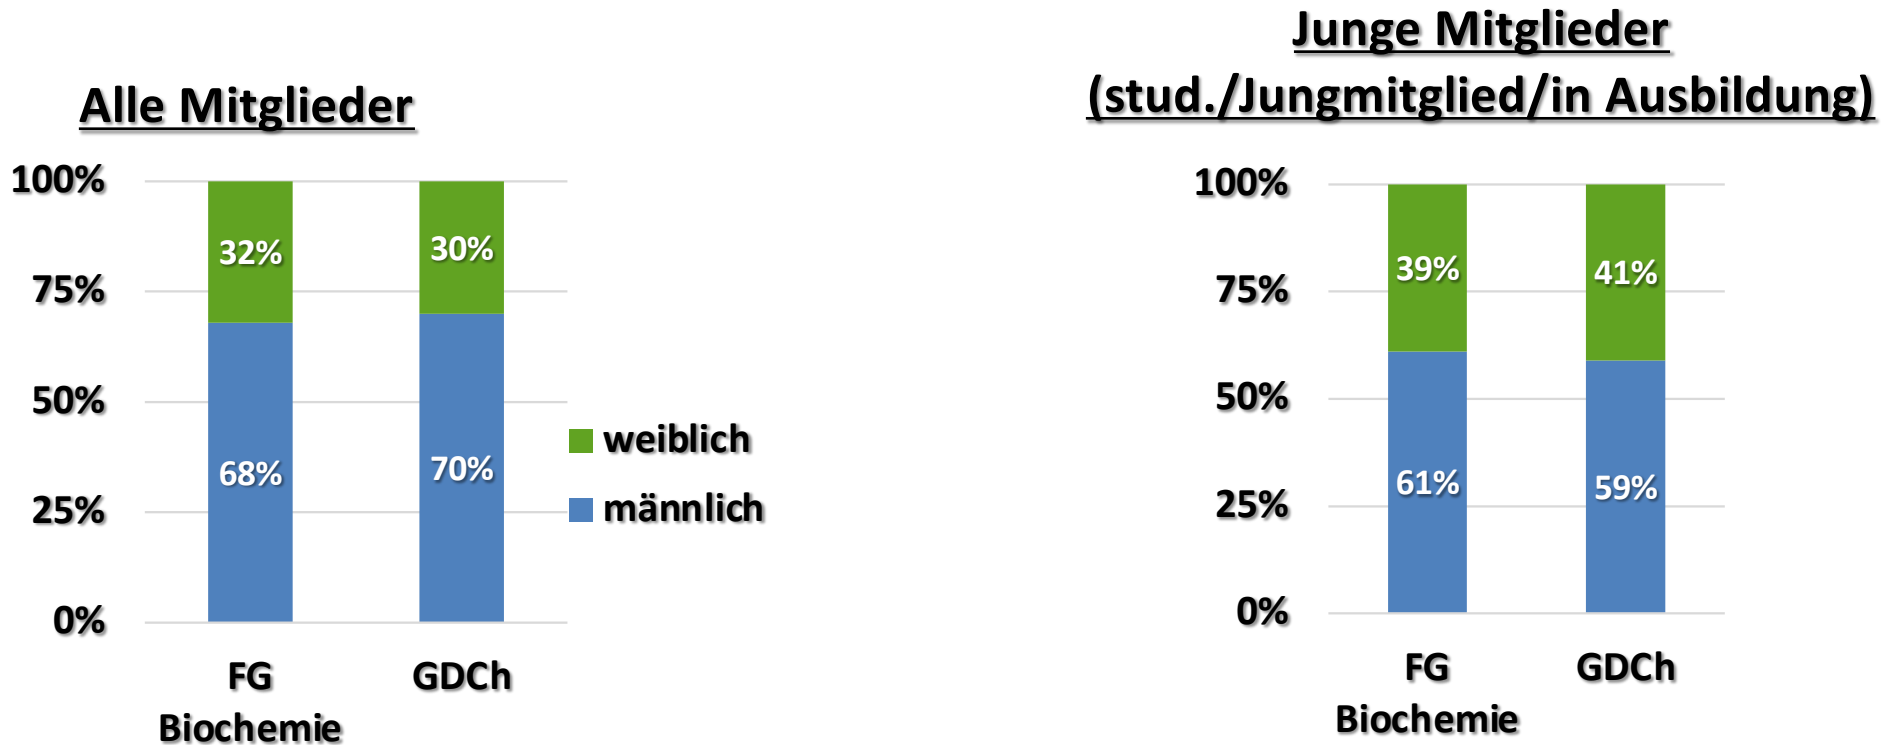 Alle Mitglieder
100%
75%
50%
25%
0%
32%
30%
68%
70%
FG
Biochemie
GDCh
weiblich
männlich
Junge Mitglieder
(stud./Jungmitglied/in Ausbildung)
100%
75%
50%
25%
0%
39%
41%
61%
59%
FG
Biochemie
GDCh